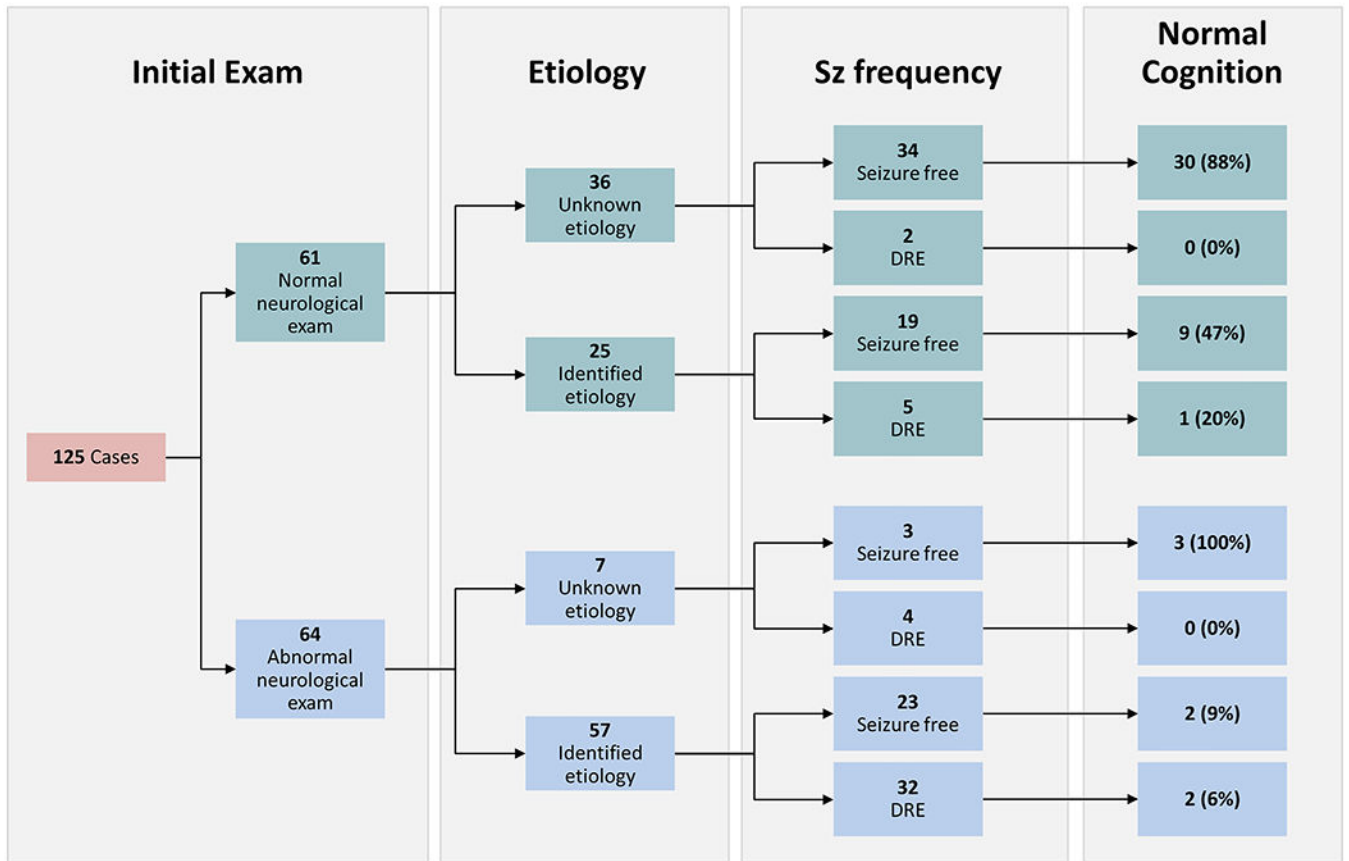 Initial Exam
Etiology
Sz frequency
Normal
Cognition
125 Cases
61
Normal
neurological
exam
36
Unknown
etiology
34
Seizure free
30 (88%)
2
DRE
0 (0%)
25
Identified
etiology
19
Seizure free
9 (47%)
5
DRE
1 (20%)
64
Abnormal
neurological
exam
7
Unknown
etiology
3
Seizure free
3 (100%)
4
DRE
0 (0%)
57
Identified
etiology
23
Seizure free
2 (9%)
32
DRE
2 (6%)